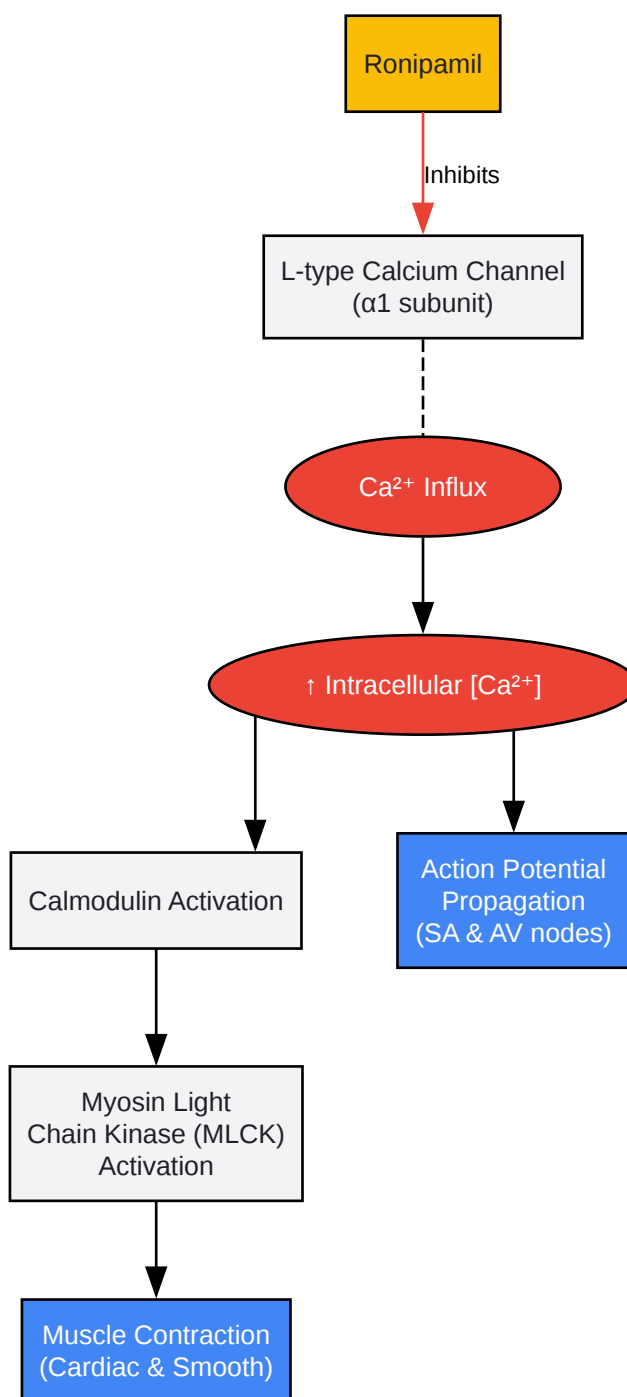 Ronipamil
Inhibits
L-type Calcium Channel
(α1 subunit)
Ca²⁺ Influx
↑ Intracellular [Ca²⁺]
Calmodulin Activation
Action Potential
Propagation
(SA & AV nodes)
Myosin Light
Chain Kinase (MLCK)
Activation
Muscle Contraction
(Cardiac & Smooth)